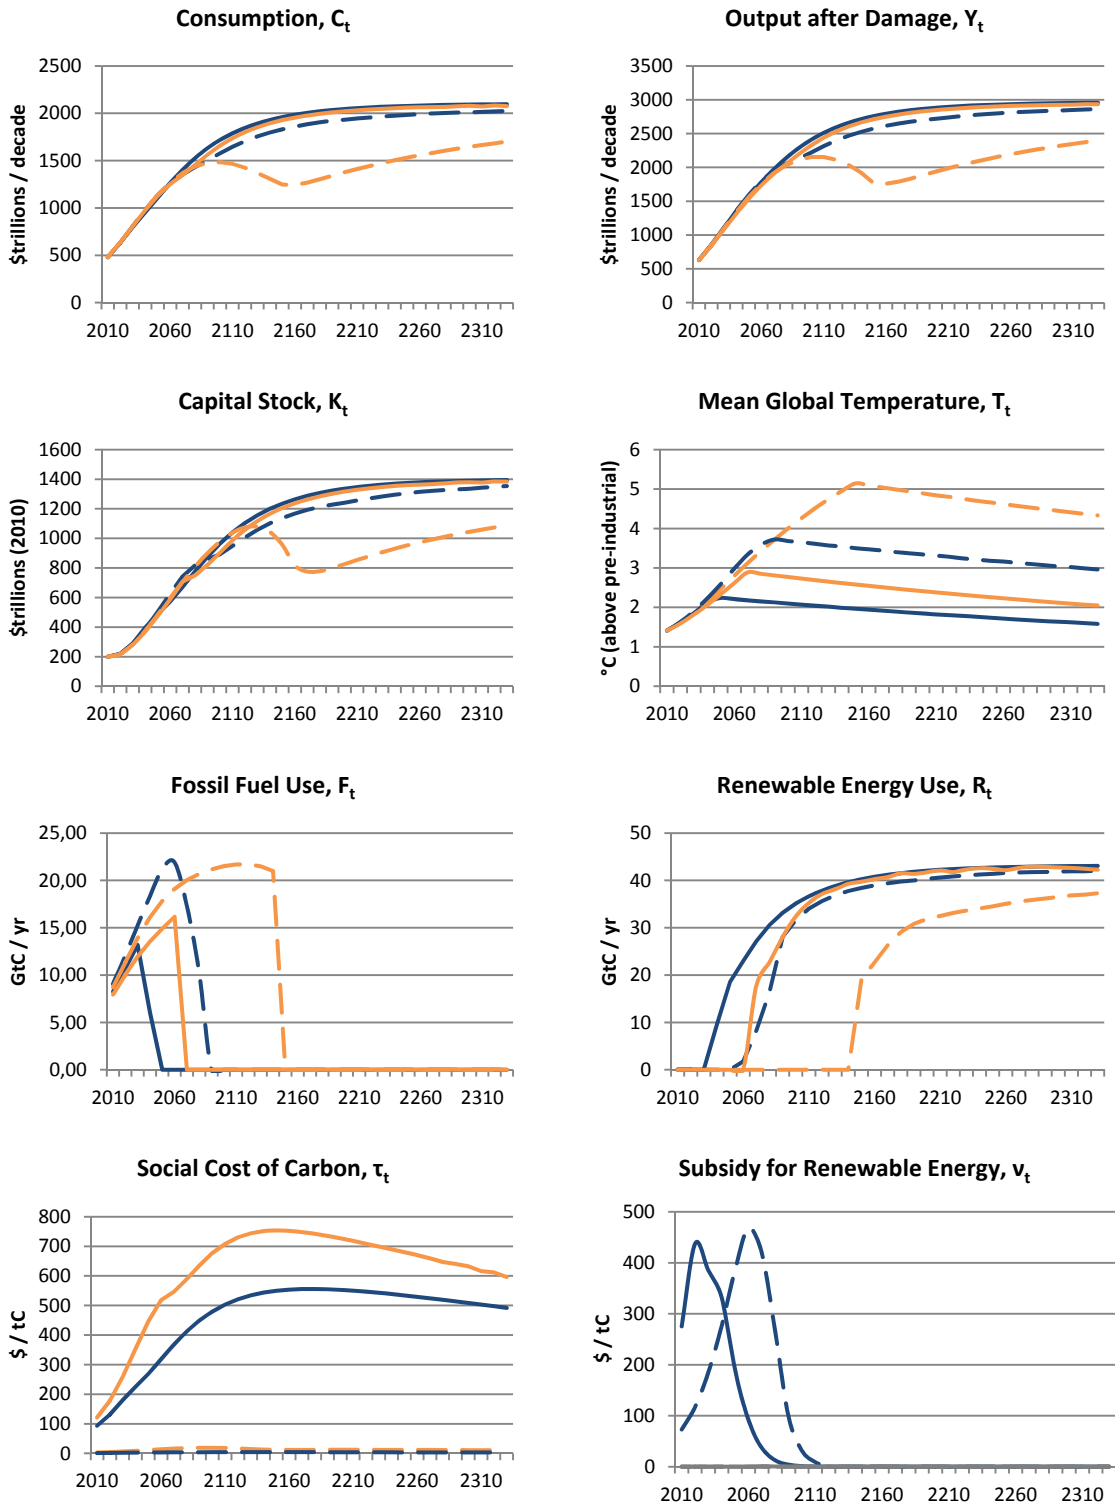 Consumption, Cₜ
$trillions / decade
2500
2000
1500
1000
500
0
2010 2060 2110 2160 2210 2260 2310
Output after Damage, Yₜ
$trillions / decade
3500
3000
2500
2000
1500
1000
500
0
2010 2060 2110 2160 2210 2260 2310
Capital Stock, Kₜ
$trillions (2010)
1600
1400
1200
1000
800
600
400
200
0
2010 2060 2110 2160 2210 2260 2310
Mean Global Temperature, Tₜ
°C (above pre-industrial)
6
5
4
3
2
1
0
2010 2060 2110 2160 2210 2260 2310
Fossil Fuel Use, Fₜ
GtC / yr
25,00
20,00
15,00
10,00
5,00
0,00
2010 2060 2110 2160 2210 2260 2310
Renewable Energy Use, Rₜ
GtC / yr
50
40
30
20
10
0
2010 2060 2110 2160 2210 2260 2310
Social Cost of Carbon, τₜ
$ / tC
800
700
600
500
400
300
200
100
0
2010 2060 2110 2160 2210 2260 2310
Subsidy for Renewable Energy, νₜ
$ / tC
500
400
300
200
100
0
2010 2060 2110 2160 2210 2260 2310